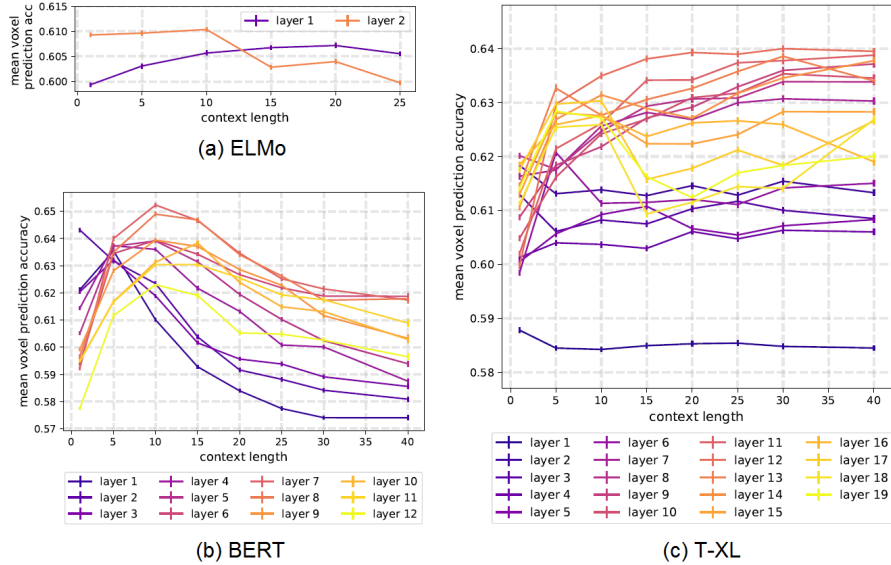 0.615
0.610
0.605
0.600
mean voxel
prediction acc
layer 1
layer 2
0 5 10 15 20 25
context length
(a) ELMo
0.65
0.64
0.63
0.62
0.61
0.60
0.59
0.58
0.57
mean voxel prediction accuracy
0 5 10 15 20 25 30 35 40
context length
layer 1 layer 4 layer 7 layer 10
layer 2 layer 5 layer 8 layer 11
layer 3 layer 6 layer 9 layer 12
(b) BERT
0.64
0.63
0.62
0.61
0.60
0.59
0.58
mean voxel prediction accuracy
0 5 10 15 20 25 30 35 40
context length
layer 1 layer 6 layer 11 layer 16
layer 2 layer 7 layer 12 layer 17
layer 3 layer 8 layer 13 layer 18
layer 4 layer 9 layer 14 layer 19
layer 5 layer 10 layer 15
(c) T-XL